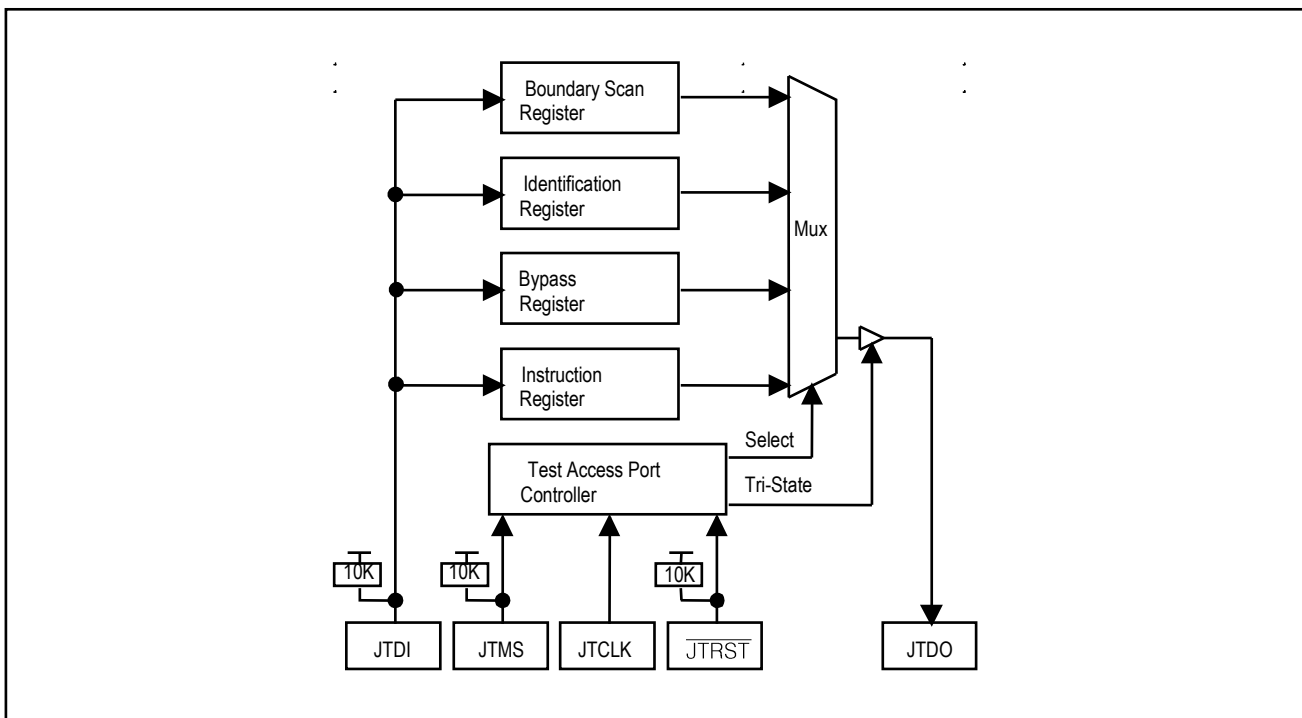 Boundary Scan
Register
Identification
Register
Mux
Bypass
Register
Instruction
Register
Select
Test Access Port
Controller
Tri-State
10K
10K
10K
JTDI
JTMS
JTCLK
JTRST
JTDO